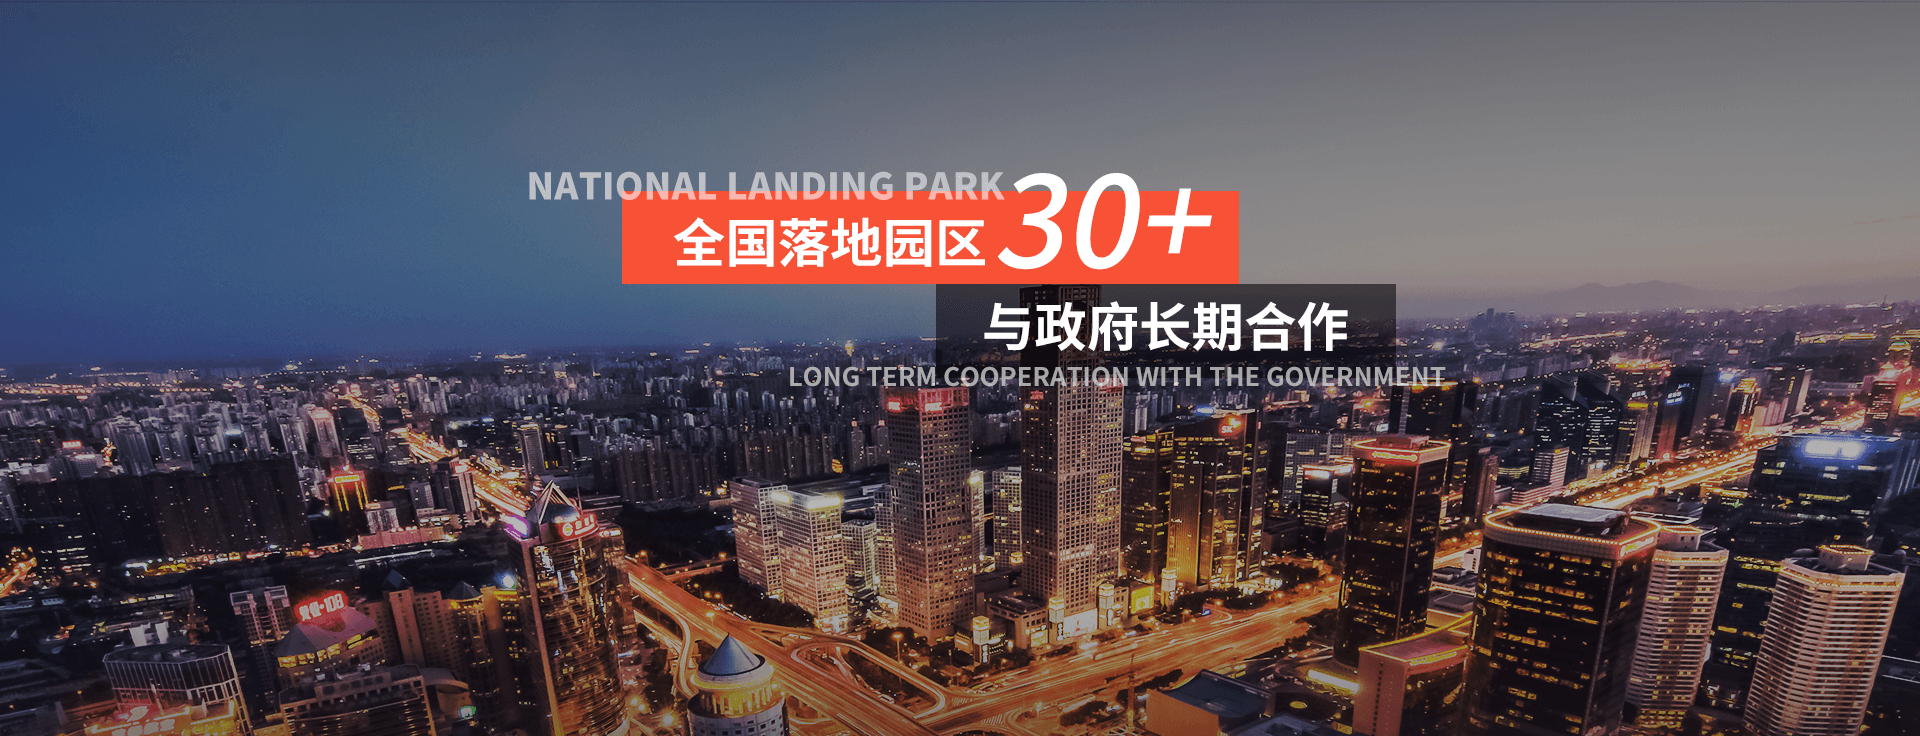 NATIONAL LANDING PARK
全国落地园区30+
与政府长期合作
LONG TERM COOPERATION WITH THE GOVERNMENT